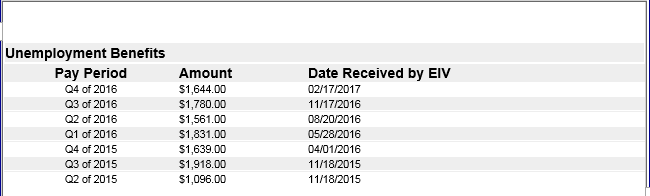 Unemployment Benefits
Pay Period Amount Date Received by EIV
Q4 of 2016 $1,644.00 02/17/2017
Q3 of 2016 $1,780.00 11/17/2016
Q2 of 2016 $1,561.00 08/20/2016
Q1 of 2016 $1,831.00 05/28/2016
Q4 of 2015 $1,639.00 04/01/2016
Q3 of 2015 $1,918.00 11/18/2015
Q2 of 2015 $1,096.00 11/18/2015